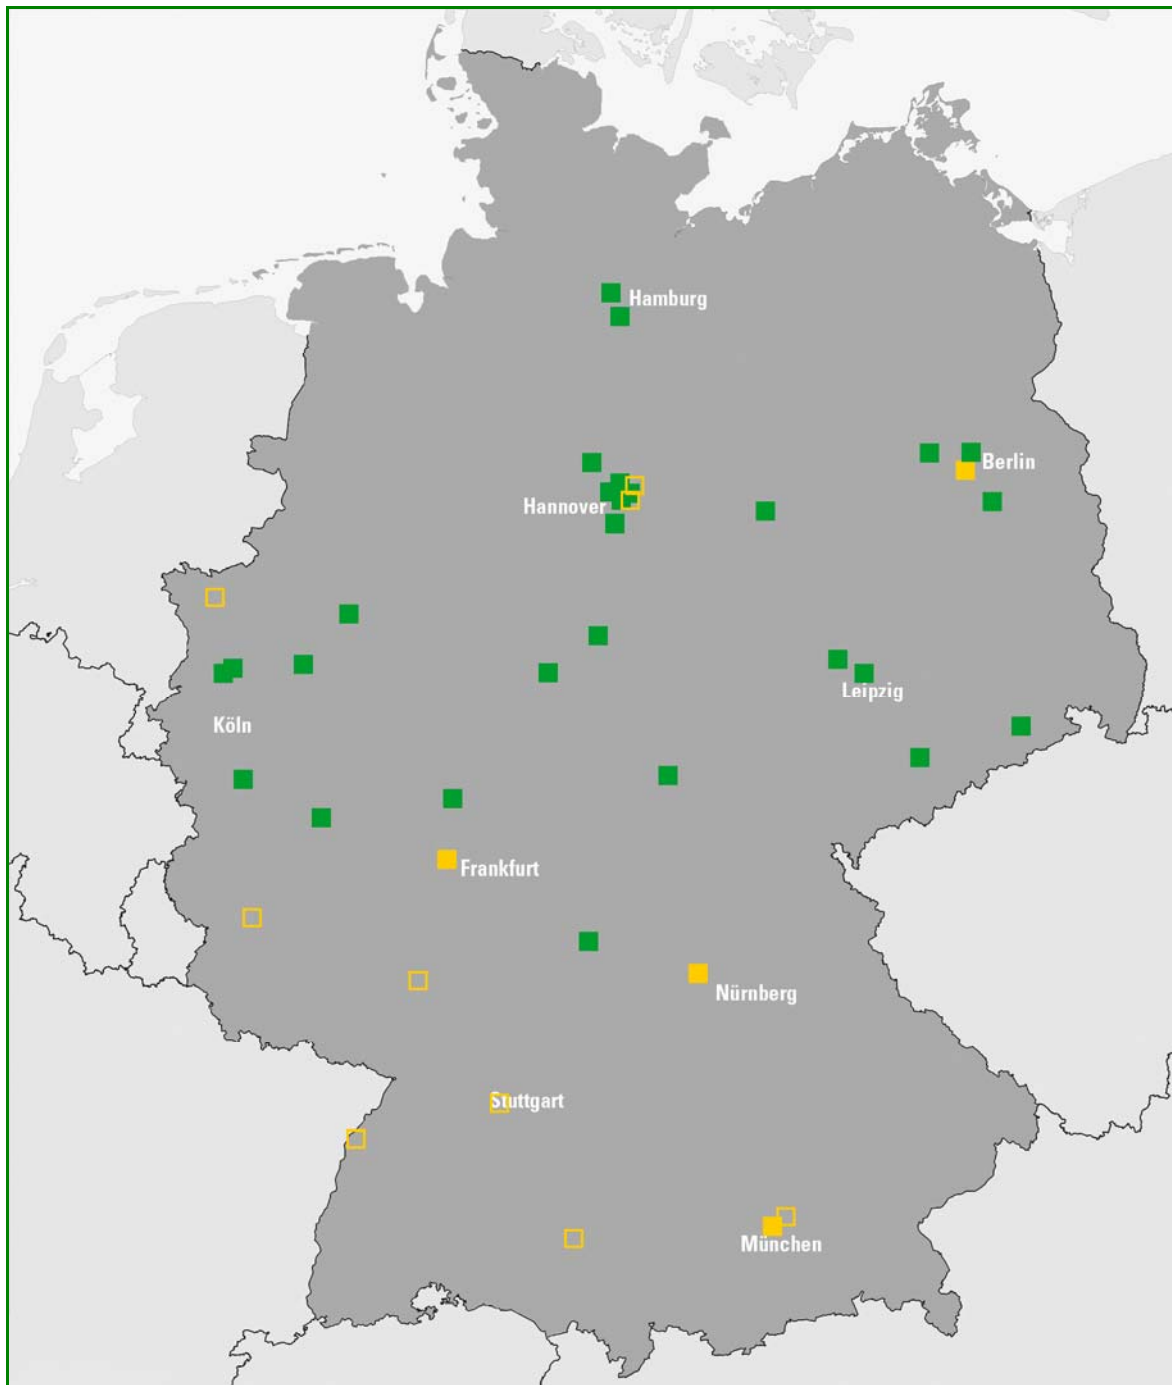 Hamburg
Berlin
Hannover
Leipzig
Köln
Frankfurt
Nürnberg
Stuttgart
München